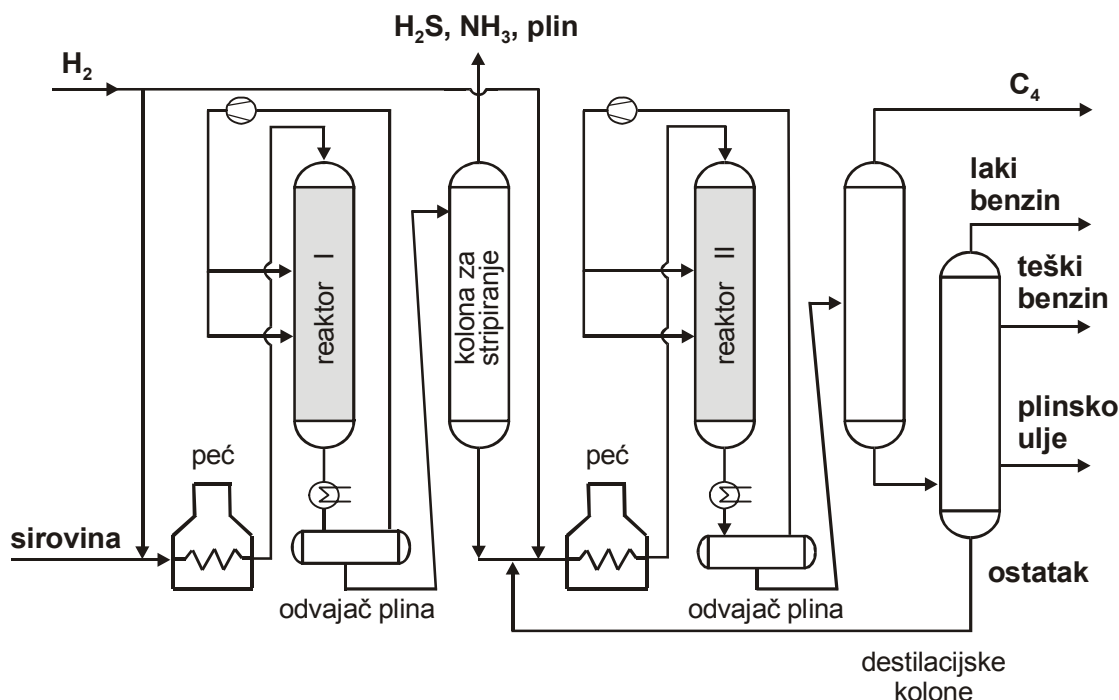 H₂S, NH₃, plin
H₂
C₄
laki
benzin
teški
benzin
plinsko
ulje
reaktor I
kolona za
stripiranje
reaktor II
peć
peć
sirovina
ostatak
odvajač plina
odvajač plina
destilacijske
kolone